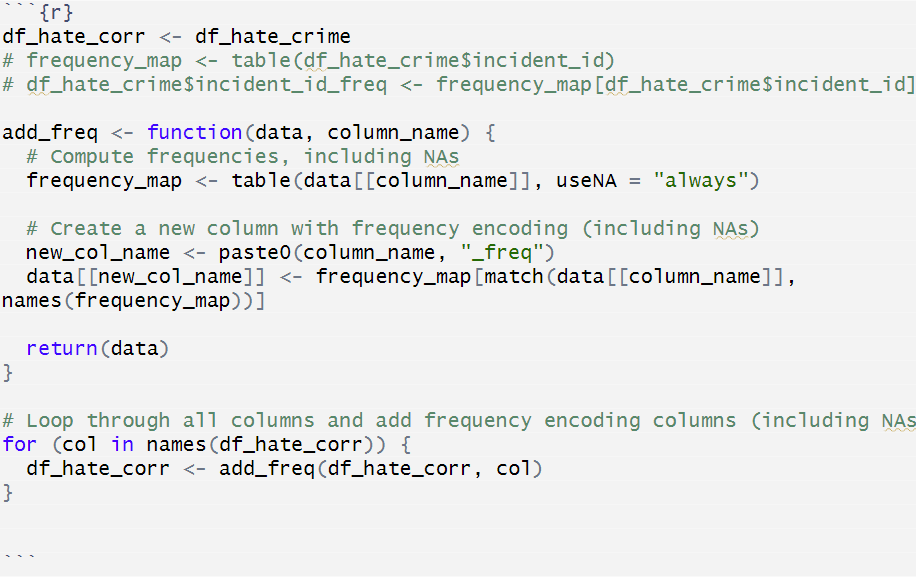 ```{r}
df_hate_corr <- df_hate_crime
# frequency_map <- table(df_hate_crime$incident_id)
# df_hate_crime$incident_id_freq <- frequency_map[df_hate_crime$incident_id]

add_freq <- function(data, column_name) {
  # Compute frequencies, including NAs
  frequency_map <- table(data[[column_name]], useNA = "always")

  # Create a new column with frequency encoding (including NAs)
  new_col_name <- paste0(column_name, "_freq")
  data[[new_col_name]] <- frequency_map[match(data[[column_name]],
names(frequency_map))]

  return(data)
}

# Loop through all columns and add frequency encoding columns (including NAs
for (col in names(df_hate_corr)) {
  df_hate_corr <- add_freq(df_hate_corr, col)
}


```